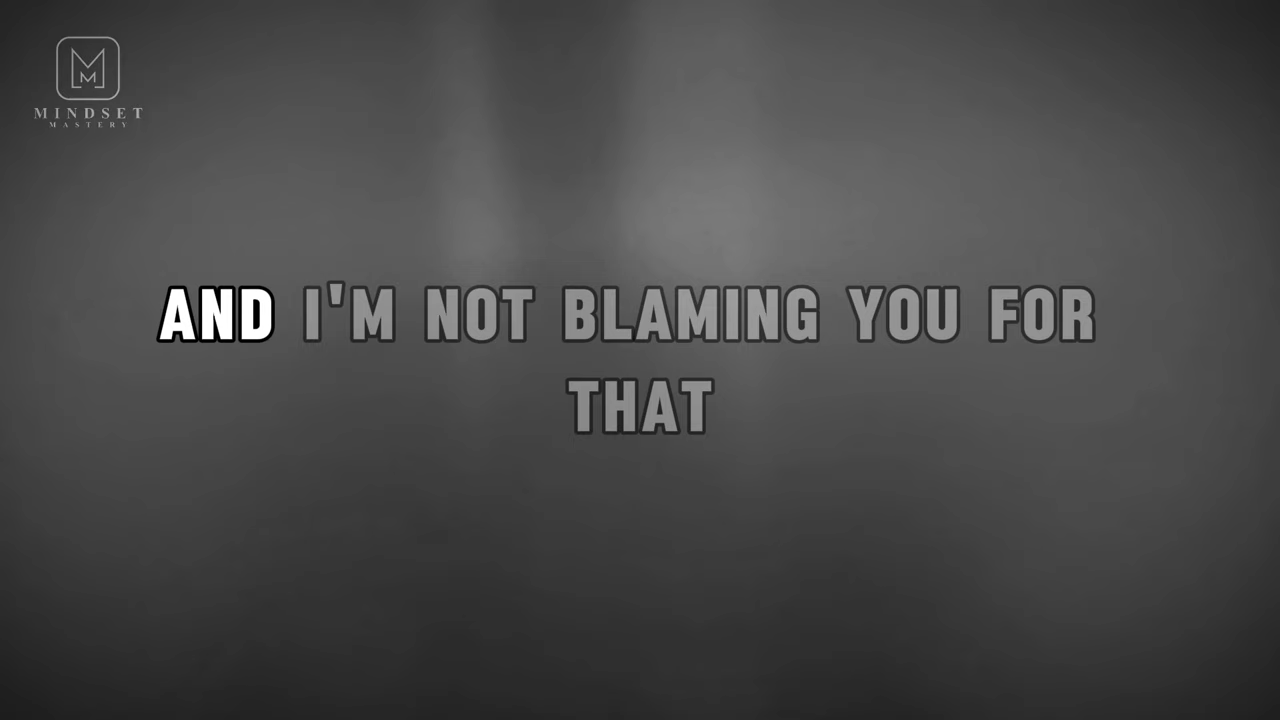 MINDSET
MASTERY
AND I'M NOT BLAMING YOU FOR
THAT